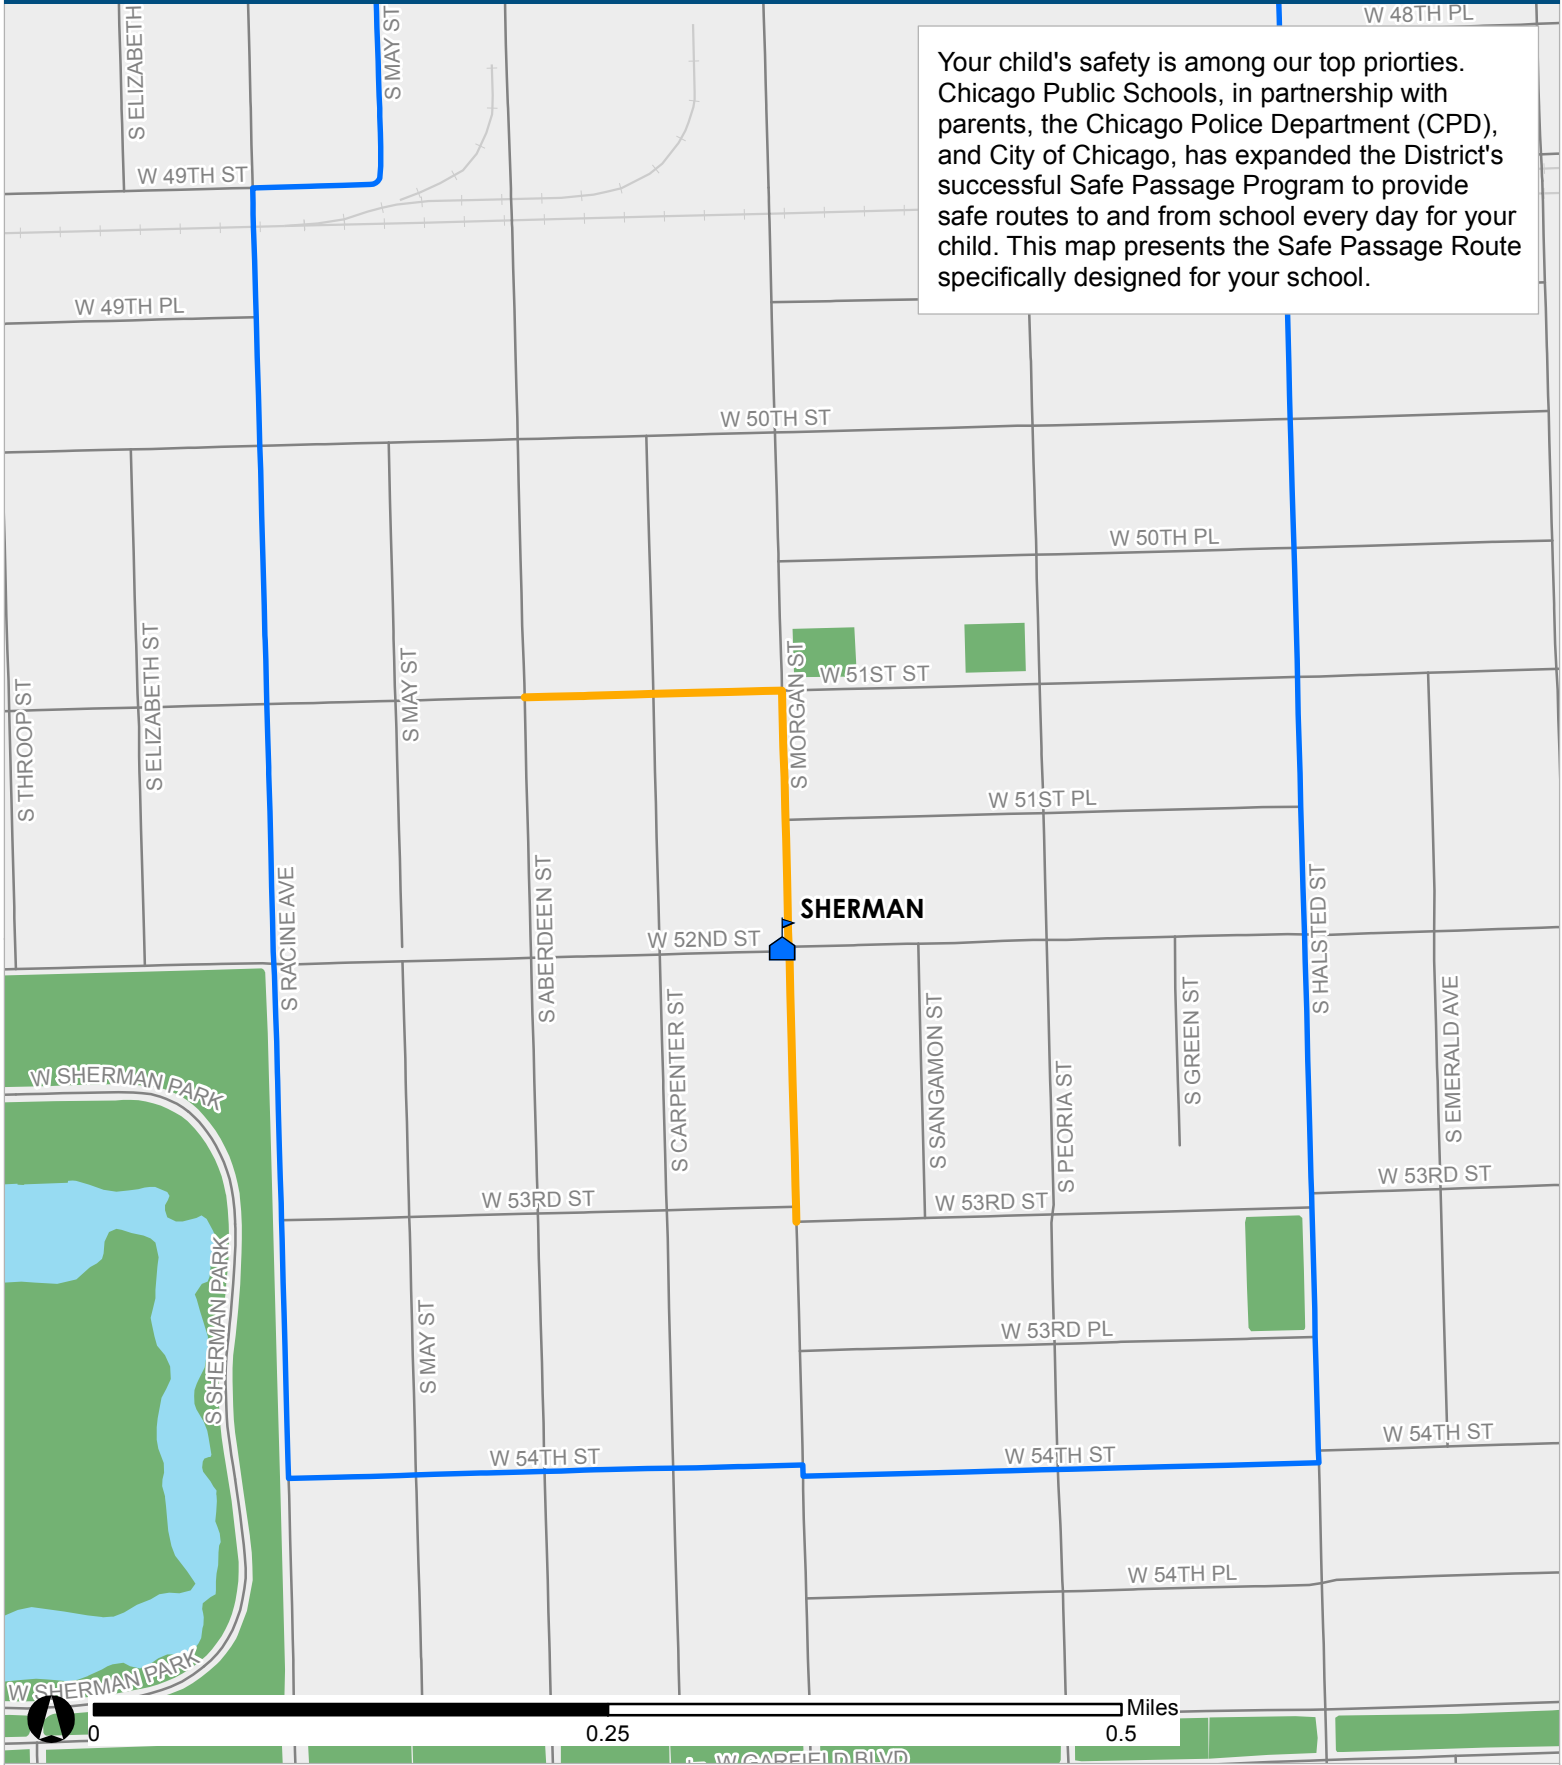 W 48TH PL
S ELIZABETH
S MAY ST
Your child's safety is among our top priorties.
Chicago Public Schools, in partnership with
parents, the Chicago Police Department (CPD),
and City of Chicago, has expanded the District's
successful Safe Passage Program to provide
safe routes to and from school every day for your
child. This map presents the Safe Passage Route
specifically designed for your school.
W 49TH ST
W 49TH PL
W 50TH ST
W 50TH PL
S THROOP ST
S ELIZABETH ST
S MAY ST
S MORGAN ST
W 51ST ST
W 51ST PL
S RACINE AVE
S ABERDEEN ST
SHERMAN
W 52ND ST
S CARPENTER ST
S SANGAMON ST
S PEORIA ST
S GREEN ST
S HALSTED ST
S EMERALD AVE
W SHERMAN PARK
W 53RD ST
W 53RD ST
W 53RD ST
S SHERMAN PARK
S MAY ST
W 53RD PL
W 54TH ST
W 54TH ST
W 54TH ST
W 54TH PL
W SHERMAN PARK
Miles
0
0.25
0.5
W GARFIELD BLVD